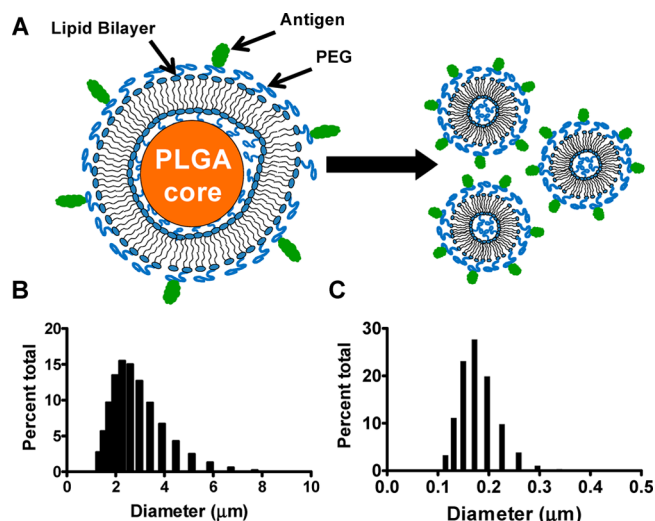 A
Lipid Bilayer
Antigen
PEG
PLGA
core
B
Percent total
20
15
10
5
0
0 2 4 6 8 10
Diameter (μm)
C
Percent total
30
20
10
0
0.0 0.1 0.2 0.3 0.4 0.5
Diameter (μm)